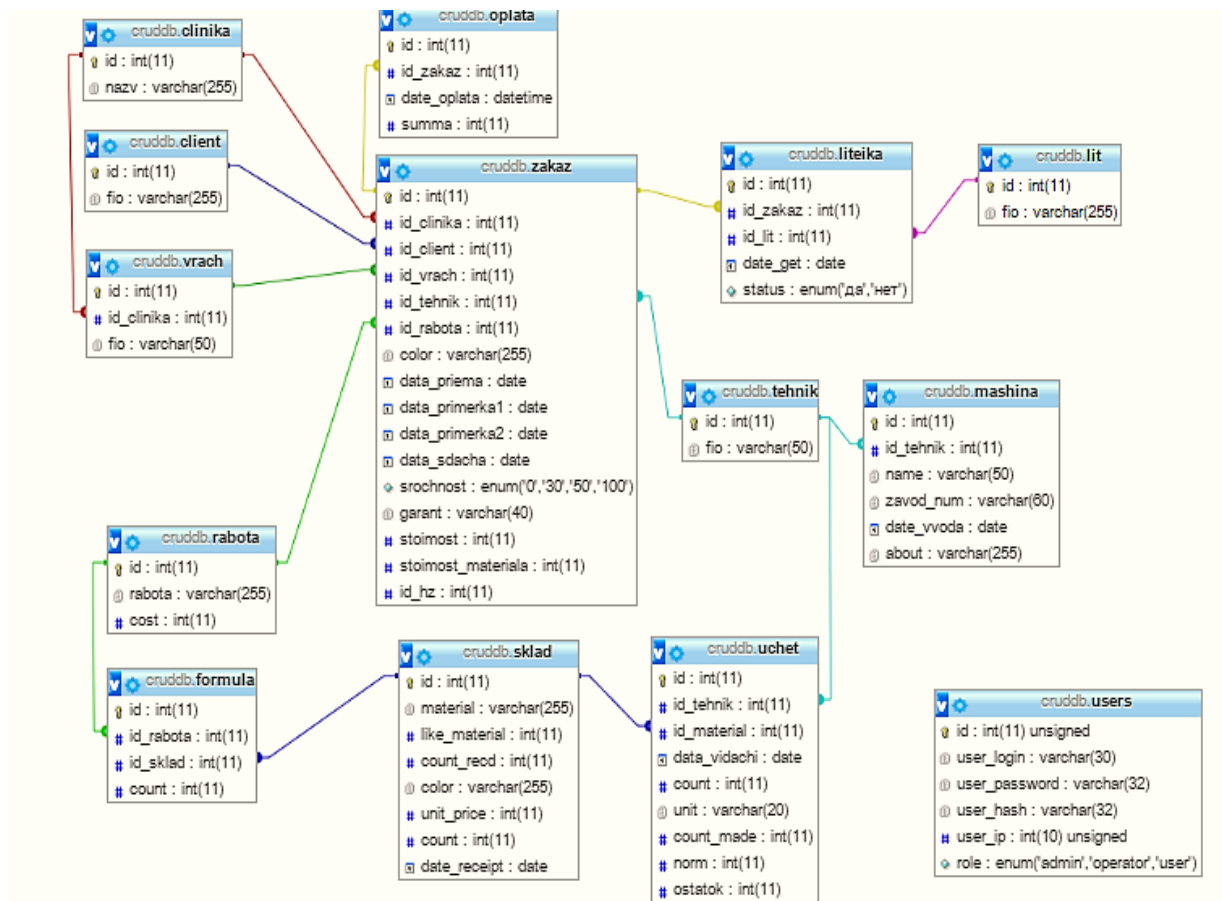 cruddb.clinika
id : int(11)
nazv : varchar(255)
cruddb.oplata
id : int(11)
id_zakaz : int(11)
date_oplata : datetime
summa : int(11)
cruddb.client
id : int(11)
fio : varchar(255)
cruddb.zakaz
id : int(11)
id_clinika : int(11)
id_client : int(11)
id_vrach : int(11)
id_tehnik : int(11)
id_rabota : int(11)
color : varchar(255)
data_priema : date
data_primerka1 : date
data_primerka2 : date
data_sdacha : date
srochnost : enum('0','30','50','100')
garant : varchar(40)
stoimost : int(11)
stoimost_materiala : int(11)
id_hz : int(11)
cruddb.liteika
id : int(11)
id_zakaz : int(11)
id_lit : int(11)
date_get : date
status : enum('да','нет')
cruddb.lit
id : int(11)
fio : varchar(255)
cruddb.vrach
id : int(11)
id_clinika : int(11)
fio : varchar(50)
cruddb.tehnik
id : int(11)
fio : varchar(50)
cruddb.mashina
id : int(11)
id_tehnik : int(11)
name : varchar(50)
zavod_num : varchar(60)
date_vvoda : date
about : varchar(255)
cruddb.rabota
id : int(11)
rabota : varchar(255)
cost : int(11)
cruddb.formula
id : int(11)
id_rabota : int(11)
id_sklad : int(11)
count : int(11)
cruddb.sklad
id : int(11)
material : varchar(255)
like_material : int(11)
count_recd : int(11)
color : varchar(255)
unit_price : int(11)
count : int(11)
date_receipt : date
cruddb.uchet
id : int(11)
id_tehnik : int(11)
id_material : int(11)
data_vidachi : date
count : int(11)
unit : varchar(20)
count_made : int(11)
norm : int(11)
ostatok : int(11)
cruddb.users
id : int(11) unsigned
user_login : varchar(30)
user_password : varchar(32)
user_hash : varchar(32)
user_ip : int(10) unsigned
role : enum('admin','operator','user')